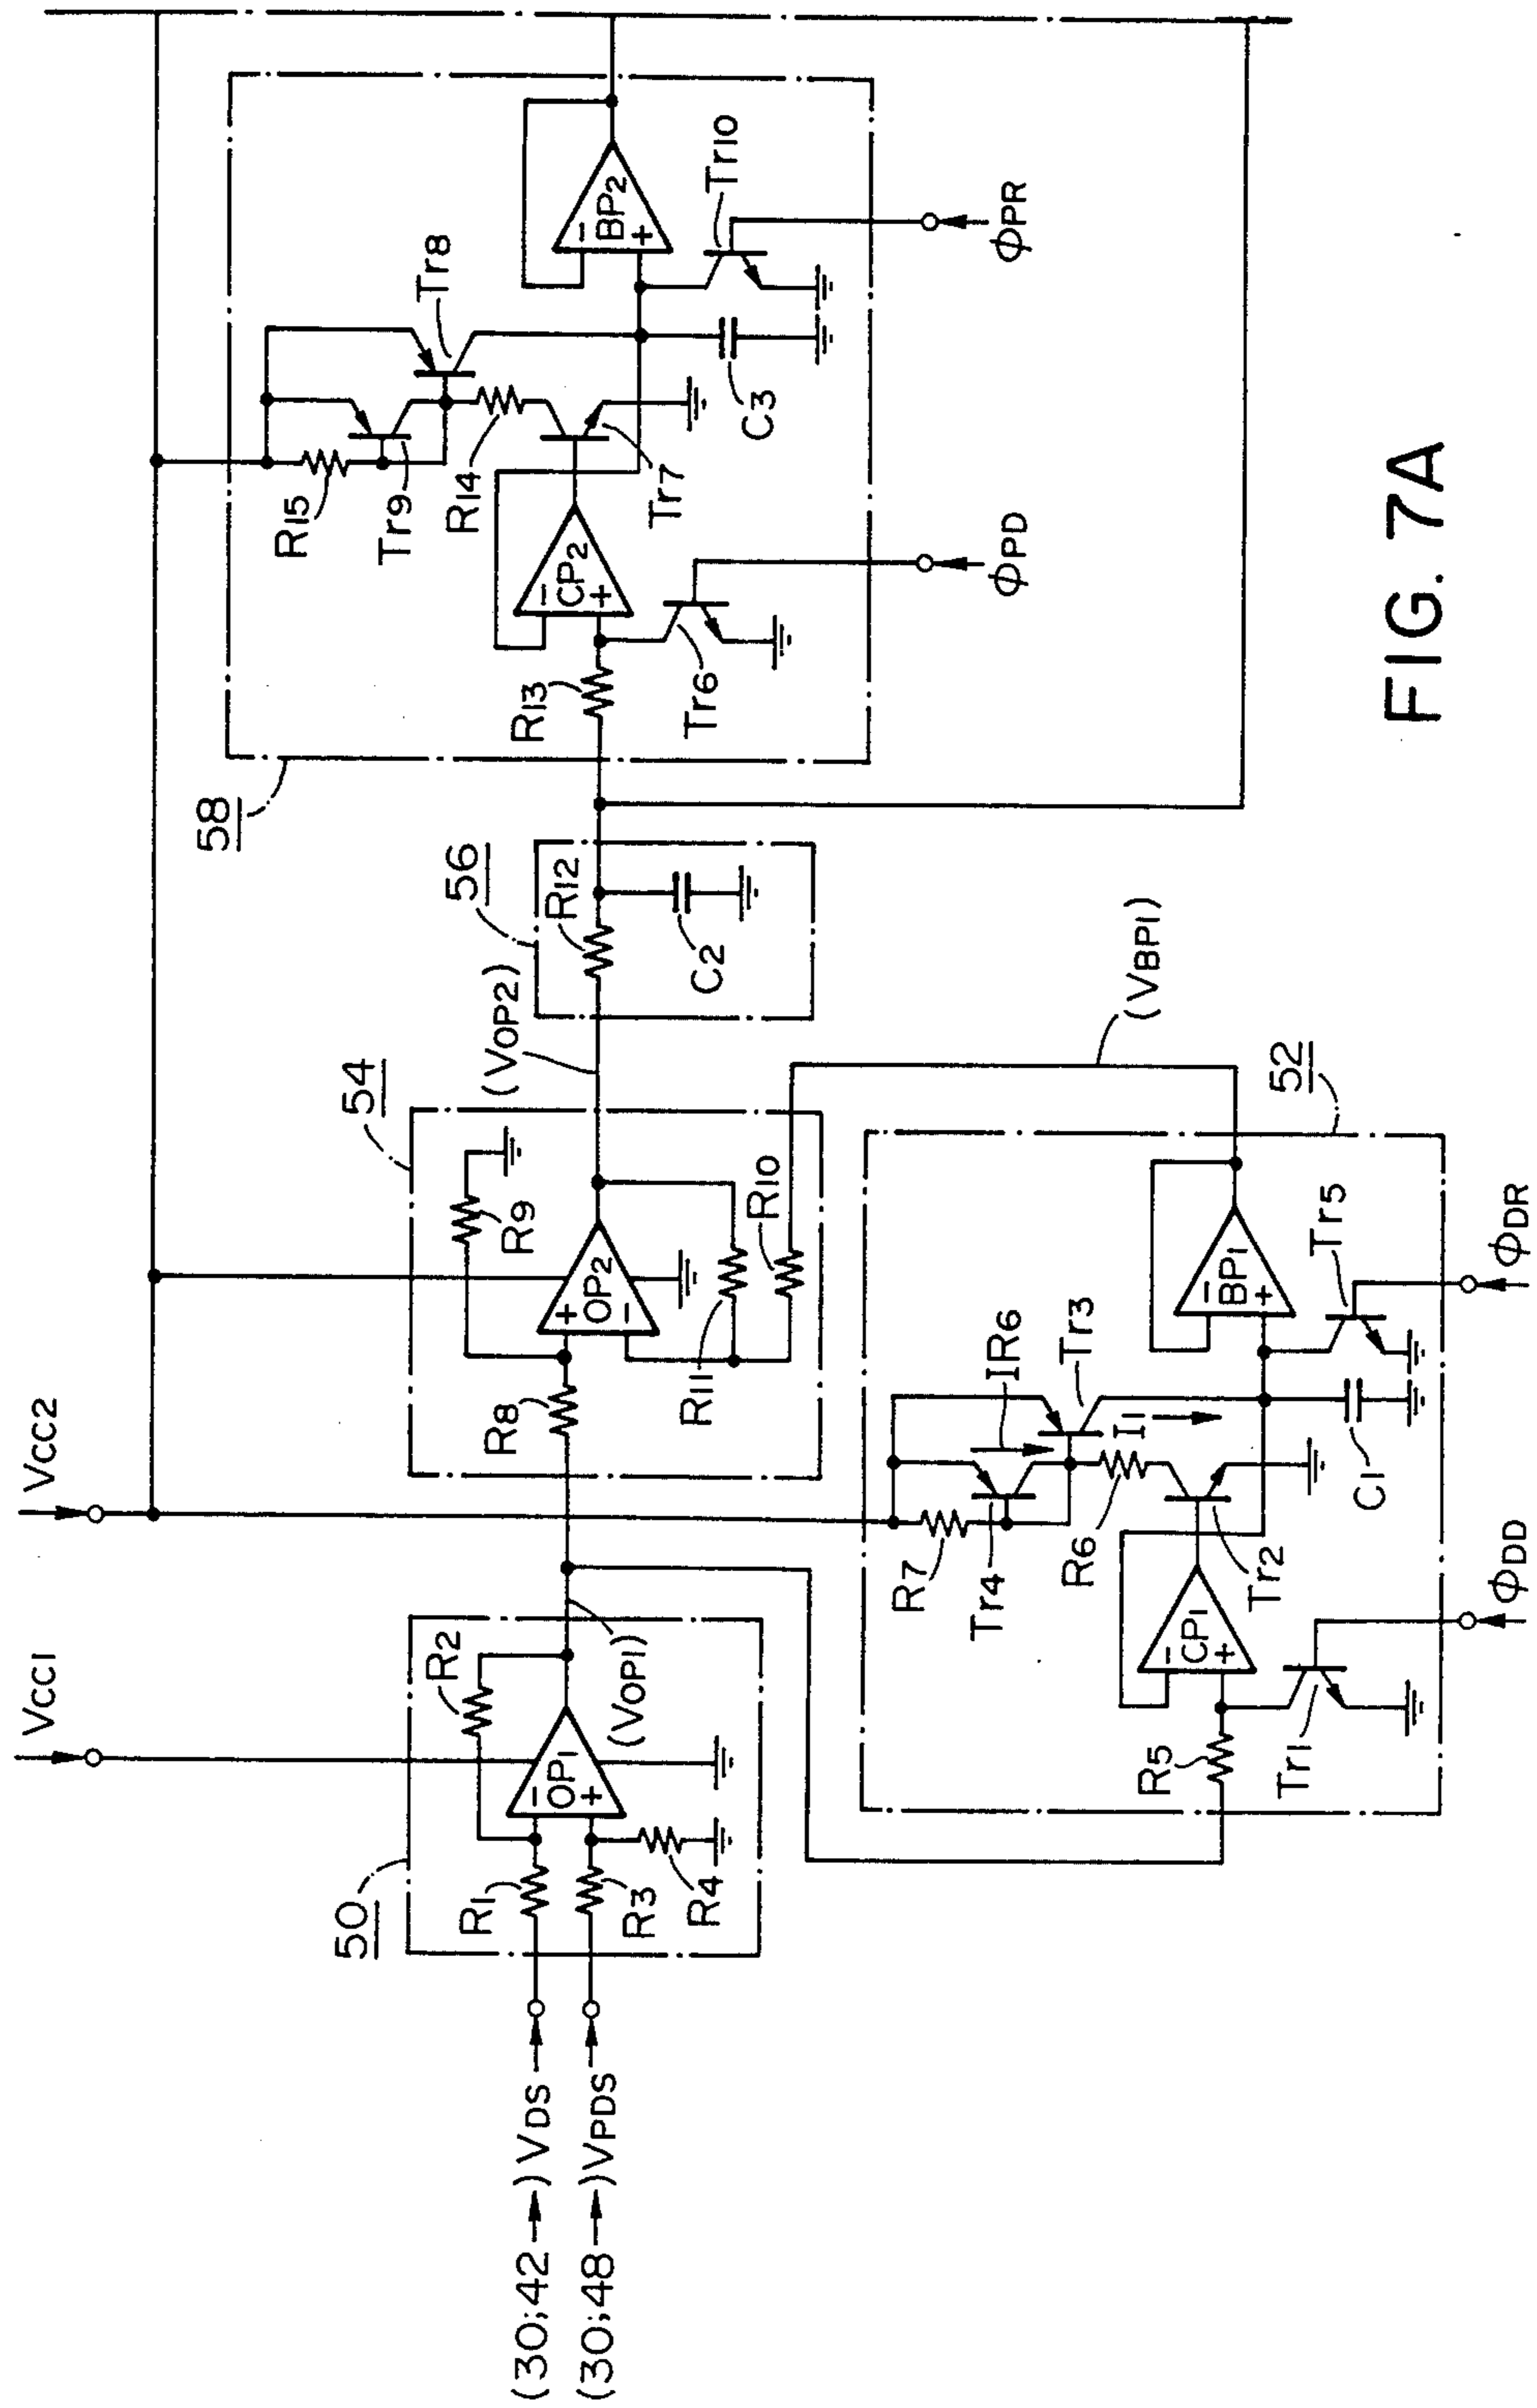 VCC1
VCC2
50
R1
R2
OP1
R3
R4
(VOP1)
(30;42→) VDS
(30;48→) VPDS
54
R8
R9
OP2
R11
R10
(VOP2)
56
R12
C2
58
R13
CP2
Tr6
R15
Tr9
R14
Tr7
Tr8
C3
BP2
Tr10
ΦPD
ΦPR
52
(VBP1)
R5
CP1
Tr1
R7
Tr4
R6
Tr2
IR6
Tr3
I1
C1
BP1
Tr5
ΦDD
ΦDR
FIG. 7A